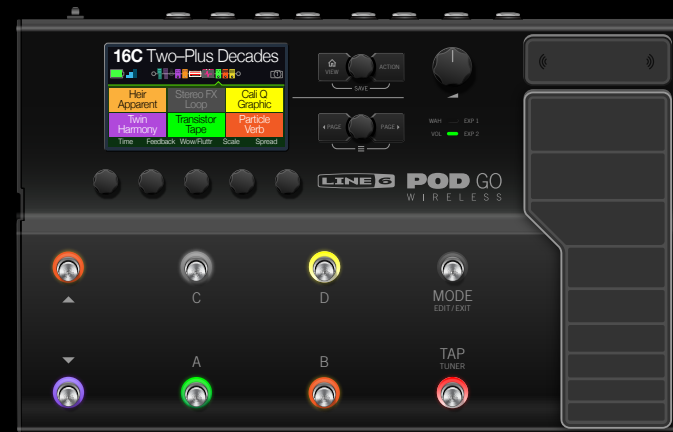 16C Two–Plus Decades
Heir Apparent
Stereo FX Loop
Cali Q Graphic
Twin Harmony
Transistor Tape
Particle Verb
Time Feedback Wow/Fluttr Scale Spread
VIEW
ACTION
SAVE
PAGE
PAGE
WAH EXP 1
VOL EXP 2
LINE 6
POD GO
WIRELESS
C
D
MODE
EDIT/EXIT
A
B
TAP
TUNER